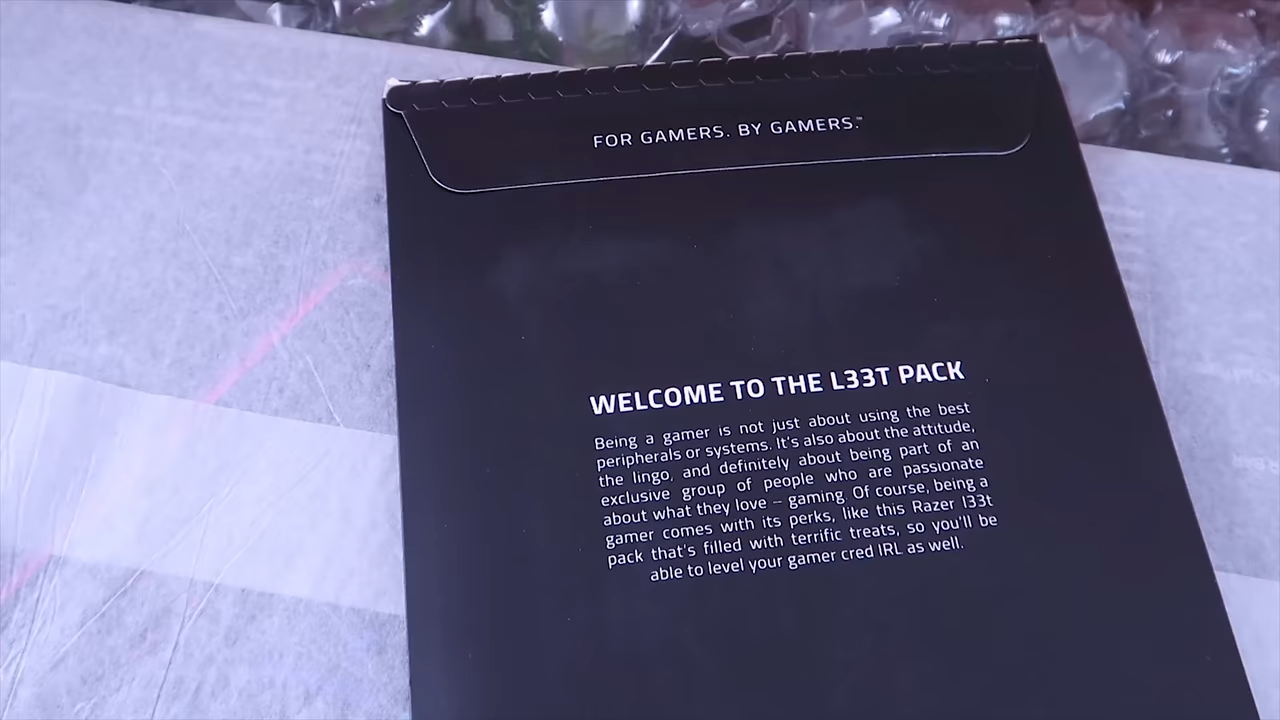 FOR GAMERS. BY GAMERS.™
WELCOME TO THE L33T PACK
Being a gamer is not just about using the best
peripherals or systems. It's also about the attitude,
the lingo, and definitely about being part of an
exclusive group of people who are passionate
about what they love – gaming. Of course, being a
gamer comes with its perks, like this Razer l33t
pack that's filled with terrific treats, so you'll be
able to level your gamer cred IRL as well.